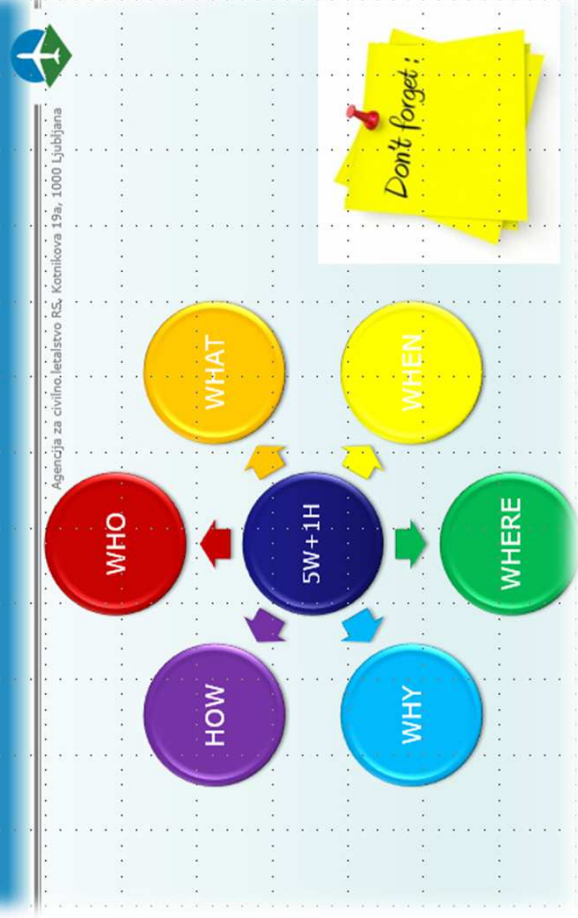 Agencija za civilno letalstvo RS, Kotnikova 19a, 1000 Ljubljana
WHO
HOW
WHAT
5W+1H
WHY
WHEN
WHERE
Don't forget!